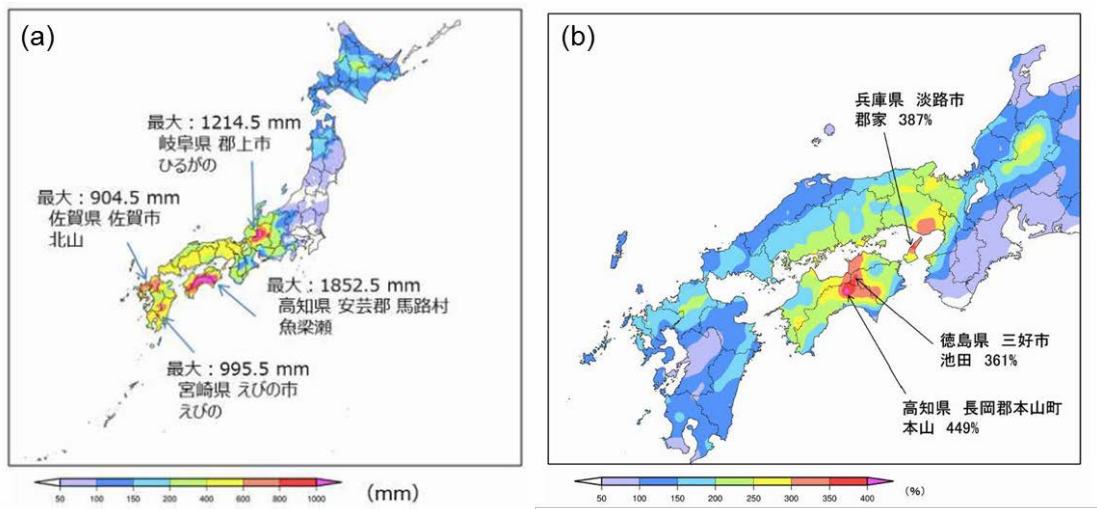 (a)
最大：1214.5 mm
岐阜県 郡上市
ひるがの
最大：904.5 mm
佐賀県 佐賀市
北山
最大：1852.5 mm
高知県 安芸郡 馬路村
魚梁瀬
最大：995.5 mm
宮崎県 えびの市
えびの
50 100 150 200 400 600 800 1000 (mm)
(b)
兵庫県 淡路市
郡家 387%
徳島県 三好市
池田 361%
高知県 長岡郡本山町
本山 449%
50 100 150 200 250 300 350 400 (%)